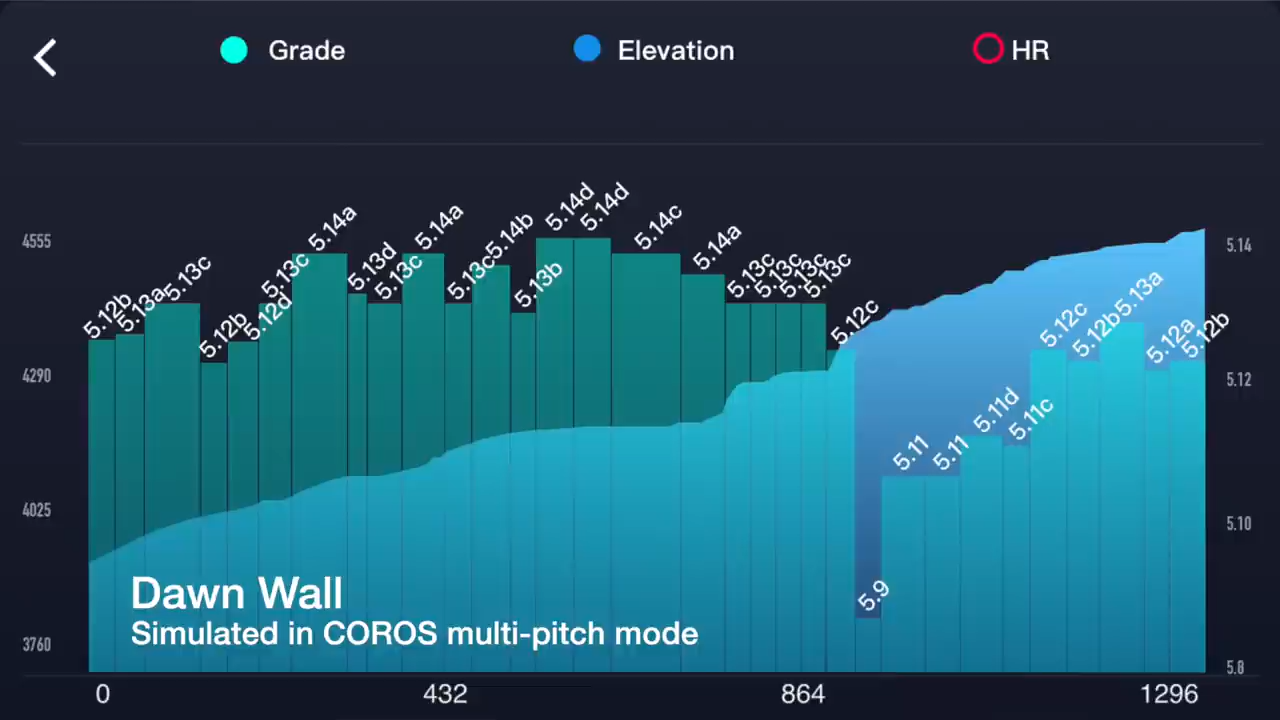 Grade
Elevation
HR
4555
4290
4025
3760
5.12b
5.13a
5.13c
5.12b
5.12d
5.13c
5.14a
5.13d
5.13c
5.14a
5.13c
5.14b
5.13b
5.14d
5.14d
5.14c
5.14a
5.13c
5.13c
5.13c
5.13c
5.12c
5.9
5.11
5.11
5.11d
5.11c
5.12c
5.12b
5.13a
5.12a
5.12b
5.14
5.12
5.10
5.8
Dawn Wall
Simulated in COROS multi-pitch mode
0
432
864
1296